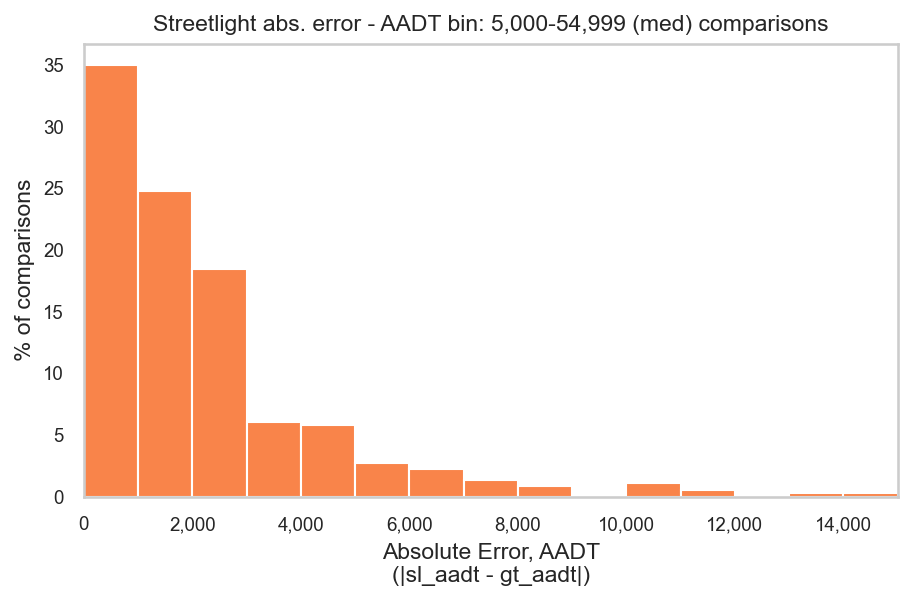 Streetlight abs. error - AADT bin: 5,000-54,999 (med) comparisons
% of comparisons
35
30
25
20
15
10
5
0
0 2,000 4,000 6,000 8,000 10,000 12,000 14,000
Absolute Error, AADT
(|sl_aadt - gt_aadt|)